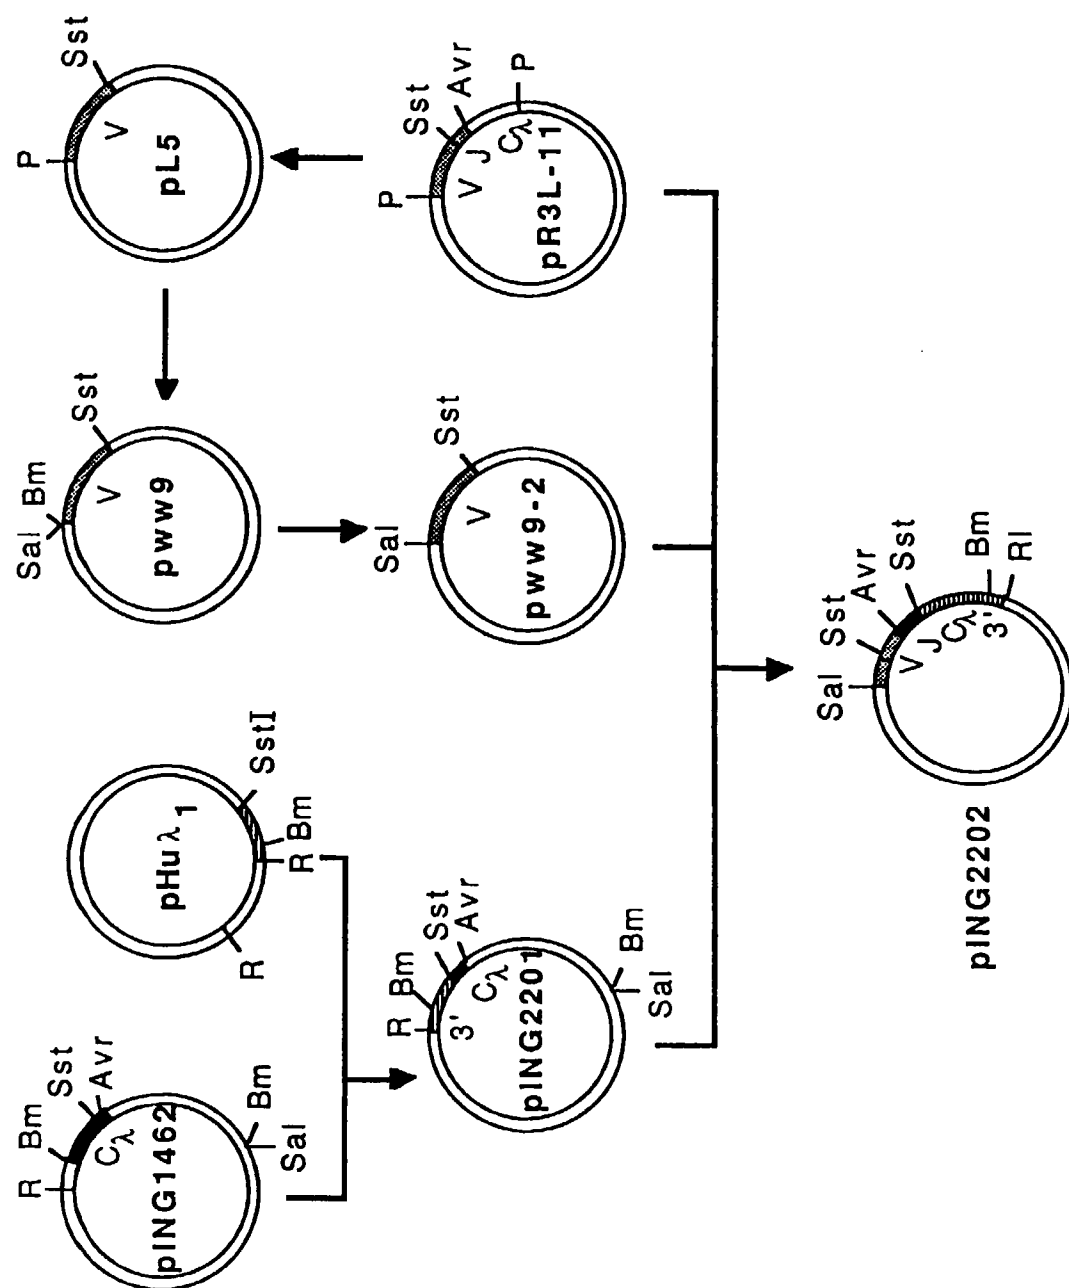 R
Bm
Sst
Avr
Cλ
pING1462
Bm
Sal
pHuλ1
SstI
Bm
R
R
Sal Bm
Sst
V
pww9
P
Sst
V
pL5
R
Bm
Sst
Avr
3'
Cλ
pING2201
Bm
Sal
Sal
Sst
V
pww9-2
P
Sst
Avr
P
V
J
Cλ
pR3L-11
Sal
Sst
Avr
Sst
Bm
RI
V
J
Cλ
3'
pING2202